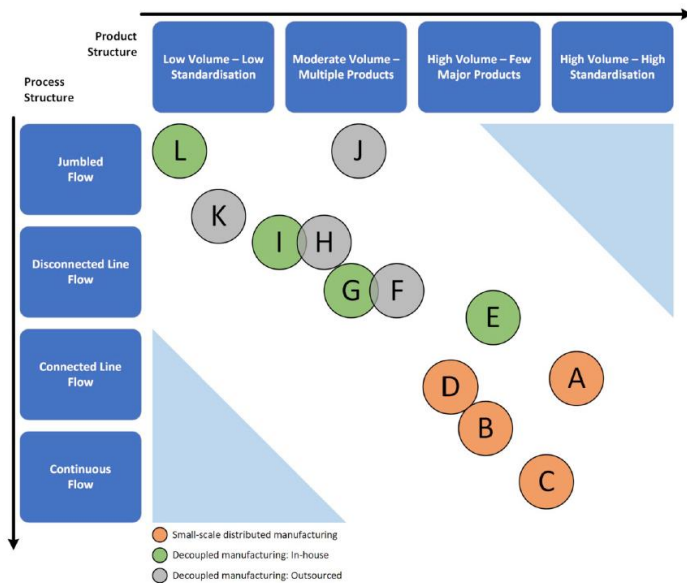 Product
Structure
Process
Structure
Low Volume – Low
Standardisation
Moderate Volume –
Multiple Products
High Volume – Few
Major Products
High Volume – High
Standardisation
Jumbled
Flow
Disconnected Line
Flow
Connected Line
Flow
Continuous
Flow
L
J
K
I
H
G
F
E
A
D
B
C
Small-scale distributed manufacturing
Decoupled manufacturing: In-house
Decoupled manufacturing: Outsourced